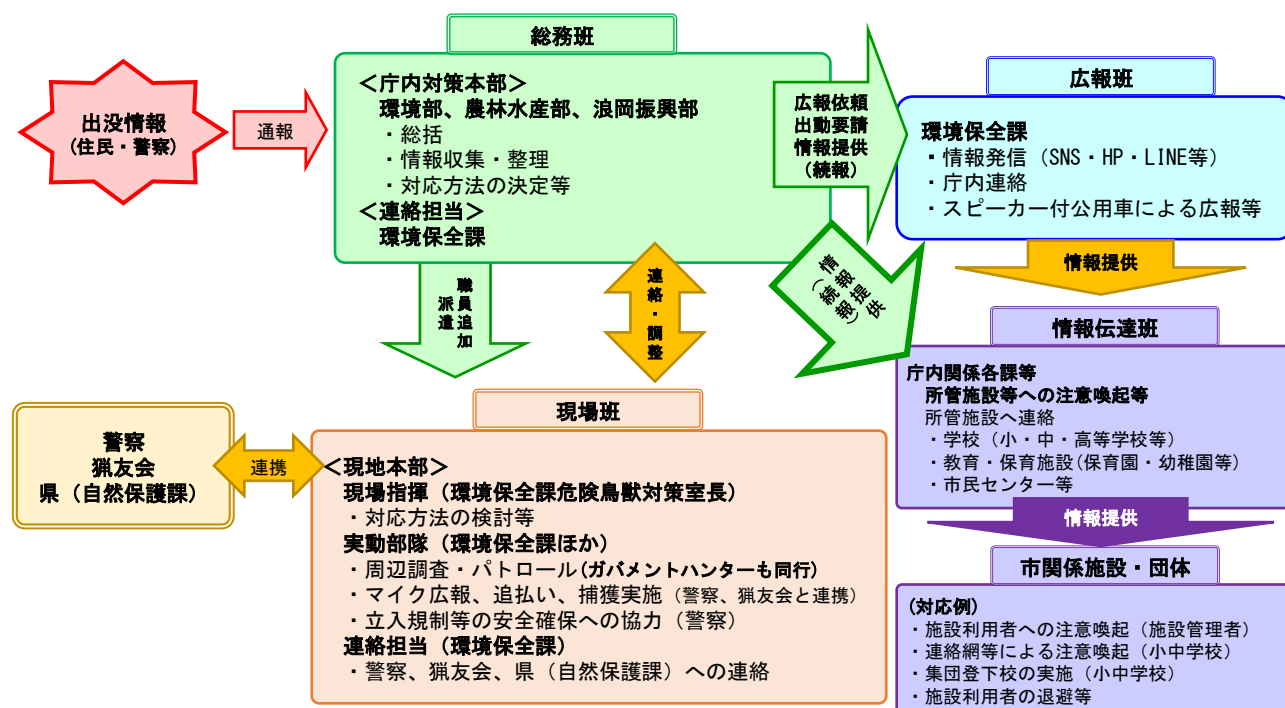 総務班
＜庁内対策本部＞
環境部、農林水産部、浪岡振興部
・総括
・情報収集・整理
・対応方法の決定等
＜連絡担当＞
環境保全課
出没情報
(住民・警察)
通報
広報依頼
出動要請
情報提供
(続報)
広報班
環境保全課
・情報発信（SNS・HP・LINE等）
・庁内連絡
・スピーカー付公用車による広報等
職員追加
派遣
連絡・調整
情報提供
（続報）
情報提供
情報伝達班
庁内関係各課等
所管施設等への注意喚起等
所管施設へ連絡
・学校（小・中・高等学校等）
・教育・保育施設(保育園・幼稚園等)
・市民センター等
警察
猟友会
県（自然保護課）
連携
現場班
＜現地本部＞
現場指揮（環境保全課危険鳥獣対策室長）
・対応方法の検討等
実動部隊（環境保全課ほか）
・周辺調査・パトロール(ガバメントハンターも同行)
・マイク広報、追払い、捕獲実施（警察、猟友会と連携）
・立入規制等の安全確保への協力（警察）
連絡担当（環境保全課）
・警察、猟友会、県（自然保護課）への連絡
情報提供
市関係施設・団体
(対応例)
・施設利用者への注意喚起（施設管理者）
・連絡網等による注意喚起（小中学校）
・集団登下校の実施（小中学校）
・施設利用者の退避等